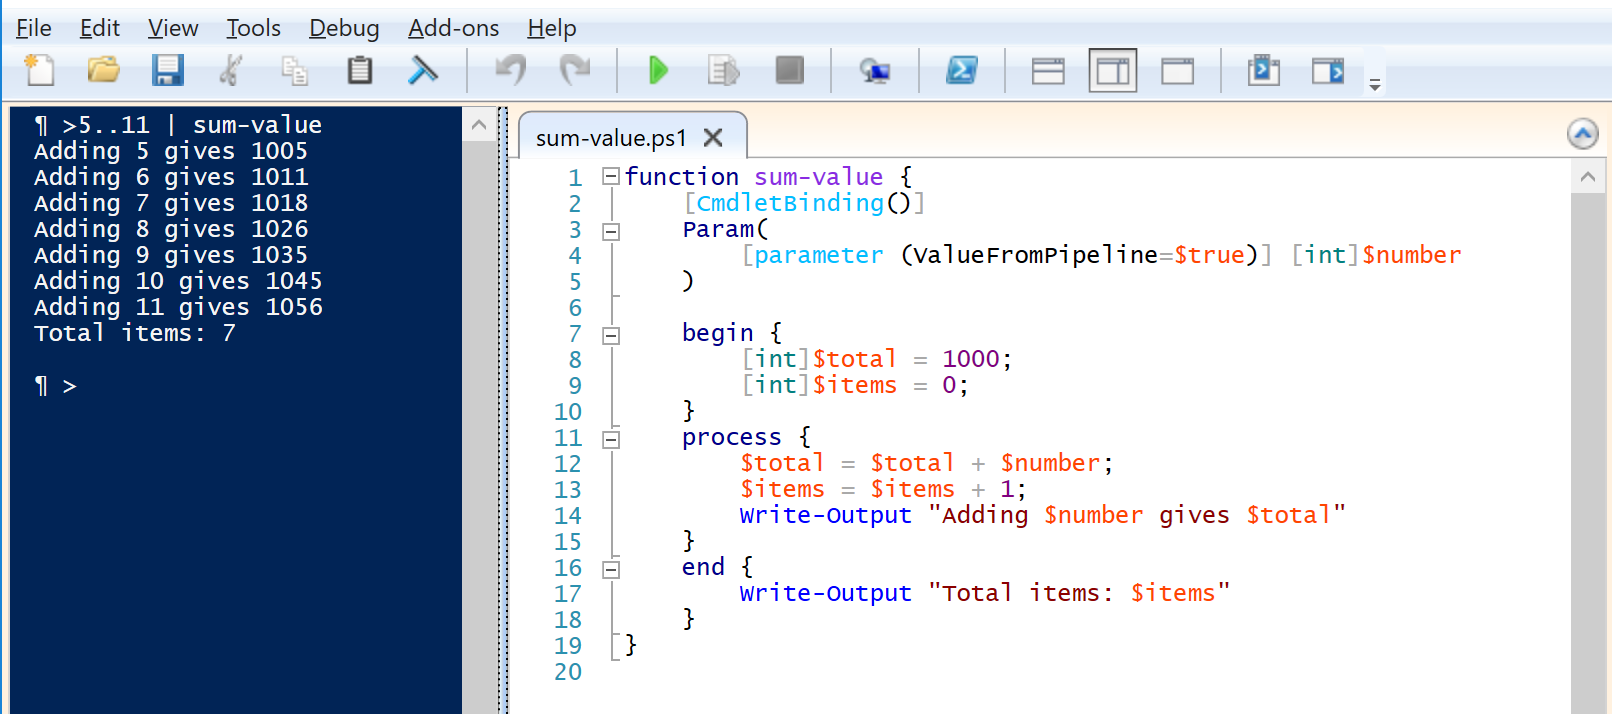 File Edit View Tools Debug Add-ons Help
¶ >5..11 | sum-value
Adding 5 gives 1005
Adding 6 gives 1011
Adding 7 gives 1018
Adding 8 gives 1026
Adding 9 gives 1035
Adding 10 gives 1045
Adding 11 gives 1056
Total items: 7
¶ >
sum-value.ps1
1 function sum-value {
2     [CmdletBinding()]
3     Param(
4         [parameter (ValueFromPipeline=$true)] [int]$number
5     )
6
7     begin {
8         [int]$total = 1000;
9         [int]$items = 0;
10     }
11     process {
12         $total = $total + $number;
13         $items = $items + 1;
14         Write-Output "Adding $number gives $total"
15     }
16     end {
17         Write-Output "Total items: $items"
18     }
19 }
20